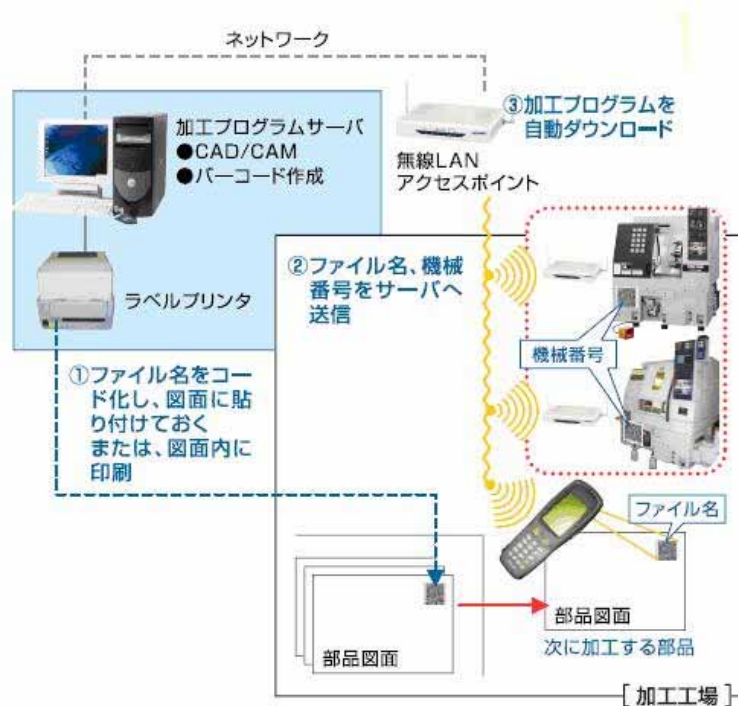 ネットワーク
加工プログラムサーバ
●CAD/CAM
●バーコード作成
③加工プログラムを
自動ダウンロード
無線LAN
アクセスポイント
ラベルプリンタ
②ファイル名、機械
番号をサーバへ
送信
機械番号
①ファイル名をコー
ド化し、図面に貼
り付けておく
または、図面内に
印刷
ファイル名
部品図面
部品図面
次に加工する部品
[加工工場]